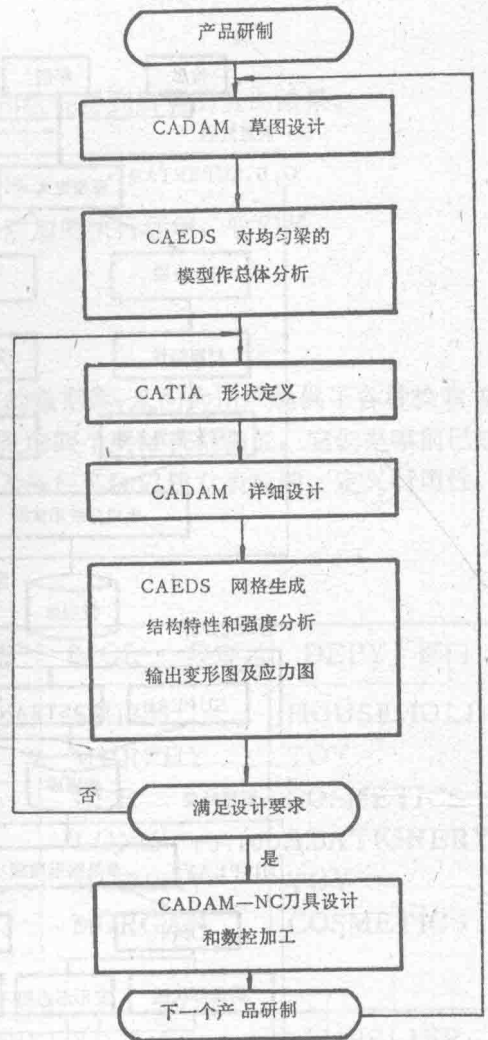 产品研制
CADAM 草图设计
CAEDS 对均匀梁的
模型作总体分析
CATIA 形状定义
CADAM 详细设计
CAEDS 网格生成
结构特性和强度分析
输出变形图及应力图
否
满足设计要求
是
CADAM—NC刀具设计
和数控加工
下一个产品研制